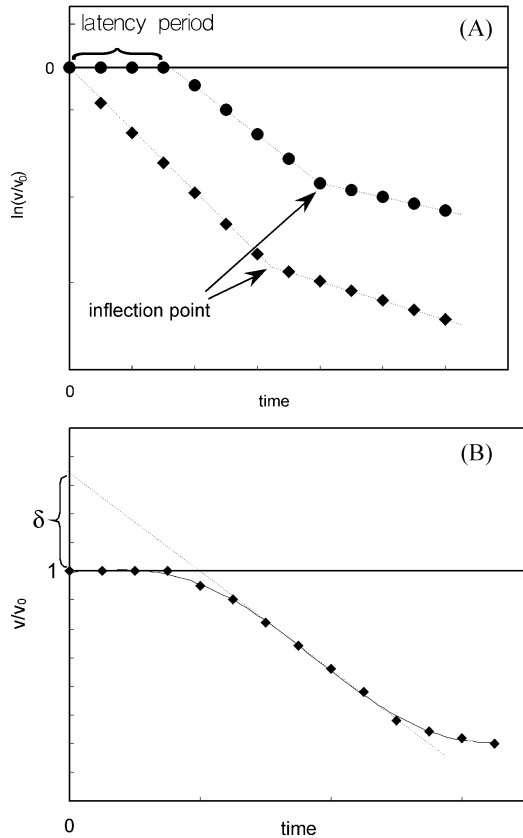 latency period
(A)
0
ln(v/v₀)
inflection point
0
time
(B)
δ
1
v/v₀
0
time